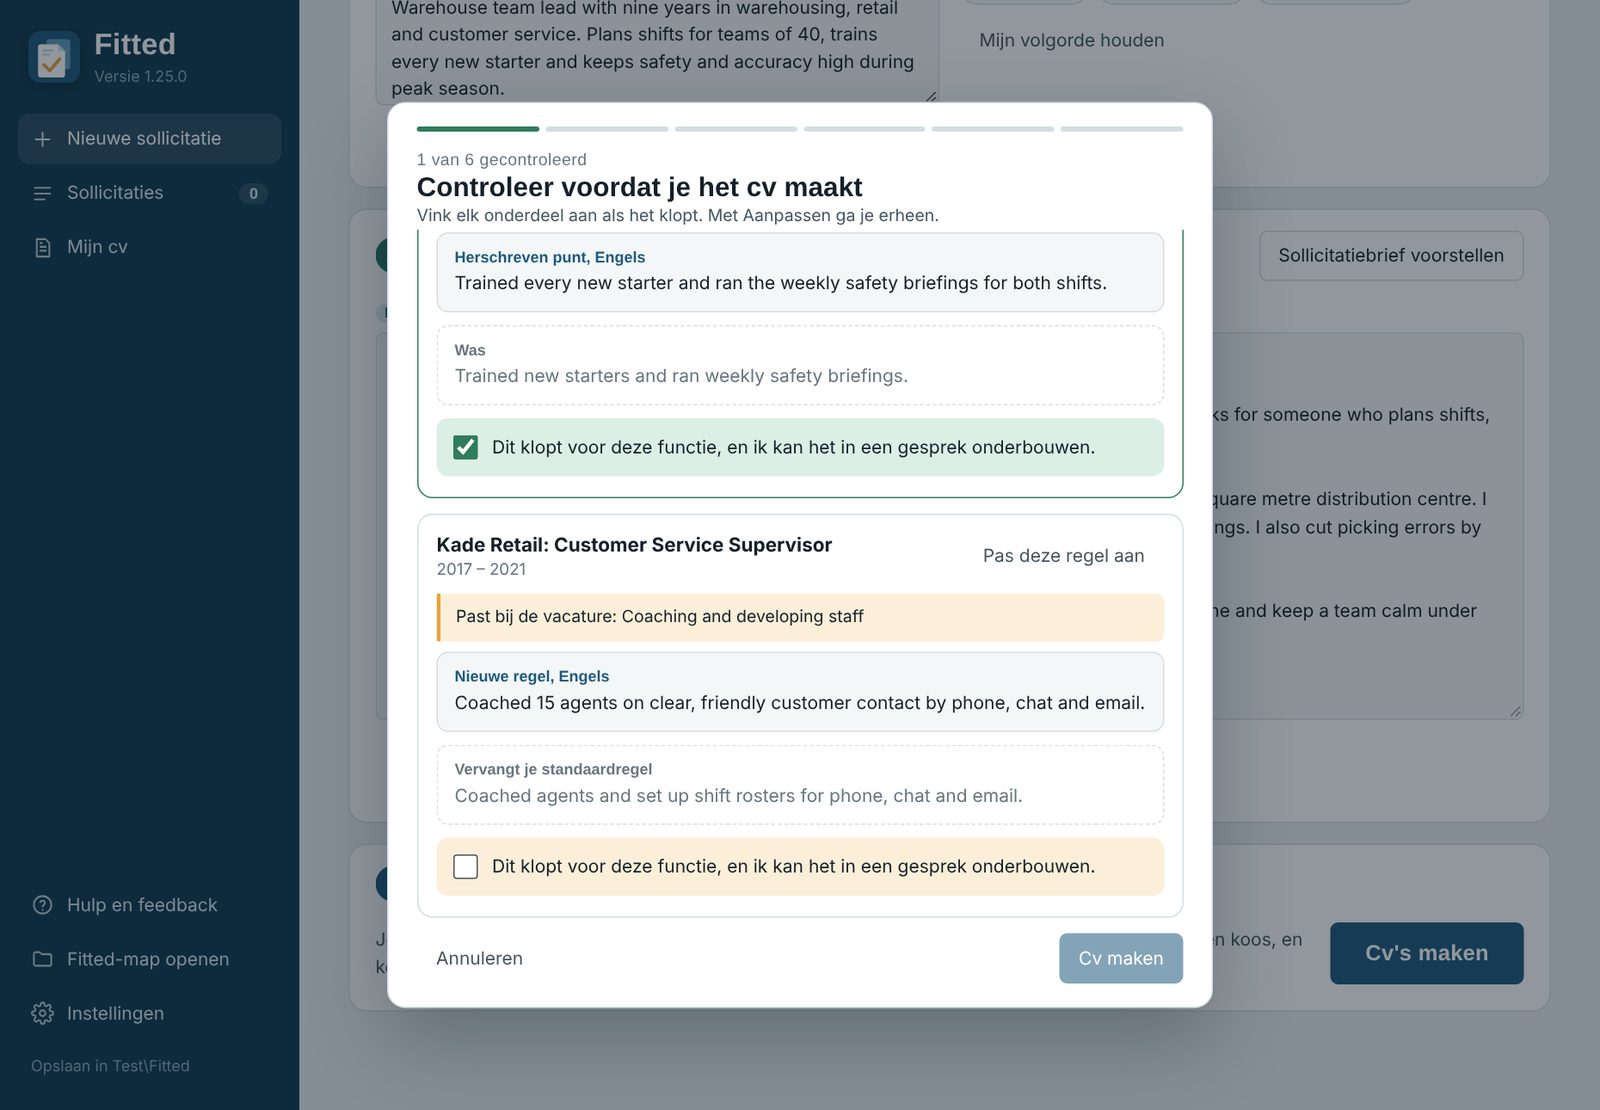 Fitted
Versie 1.25.0
Nieuwe sollicitatie
Sollicitaties
0
Mijn cv
Hulp en feedback
Fitted-map openen
Instellingen
Opslaan in Test\Fitted
Warehouse team lead with nine years in warehousing, retail
and customer service. Plans shifts for teams of 40, trains
every new starter and keeps safety and accuracy high during
peak season.
Mijn volgorde houden
Sollicitatiebrief voorstellen
1 van 6 gecontroleerd
Controleer voordat je het cv maakt
Vink elk onderdeel aan als het klopt. Met Aanpassen ga je erheen.
Herschreven punt, Engels
Trained every new starter and ran the weekly safety briefings for both shifts.
Was
Trained new starters and ran weekly safety briefings.
Dit klopt voor deze functie, en ik kan het in een gesprek onderbouwen.
Kade Retail: Customer Service Supervisor
2017 – 2021
Pas deze regel aan
Past bij de vacature: Coaching and developing staff
Nieuwe regel, Engels
Coached 15 agents on clear, friendly customer contact by phone, chat and email.
Vervangt je standaardregel
Coached agents and set up shift rosters for phone, chat and email.
Dit klopt voor deze functie, en ik kan het in een gesprek onderbouwen.
Annuleren
Cv maken
for someone who plans shifts,
metre distribution centre. I
I also cut picking errors by
and keep a team calm under
koos, en
Cv's maken